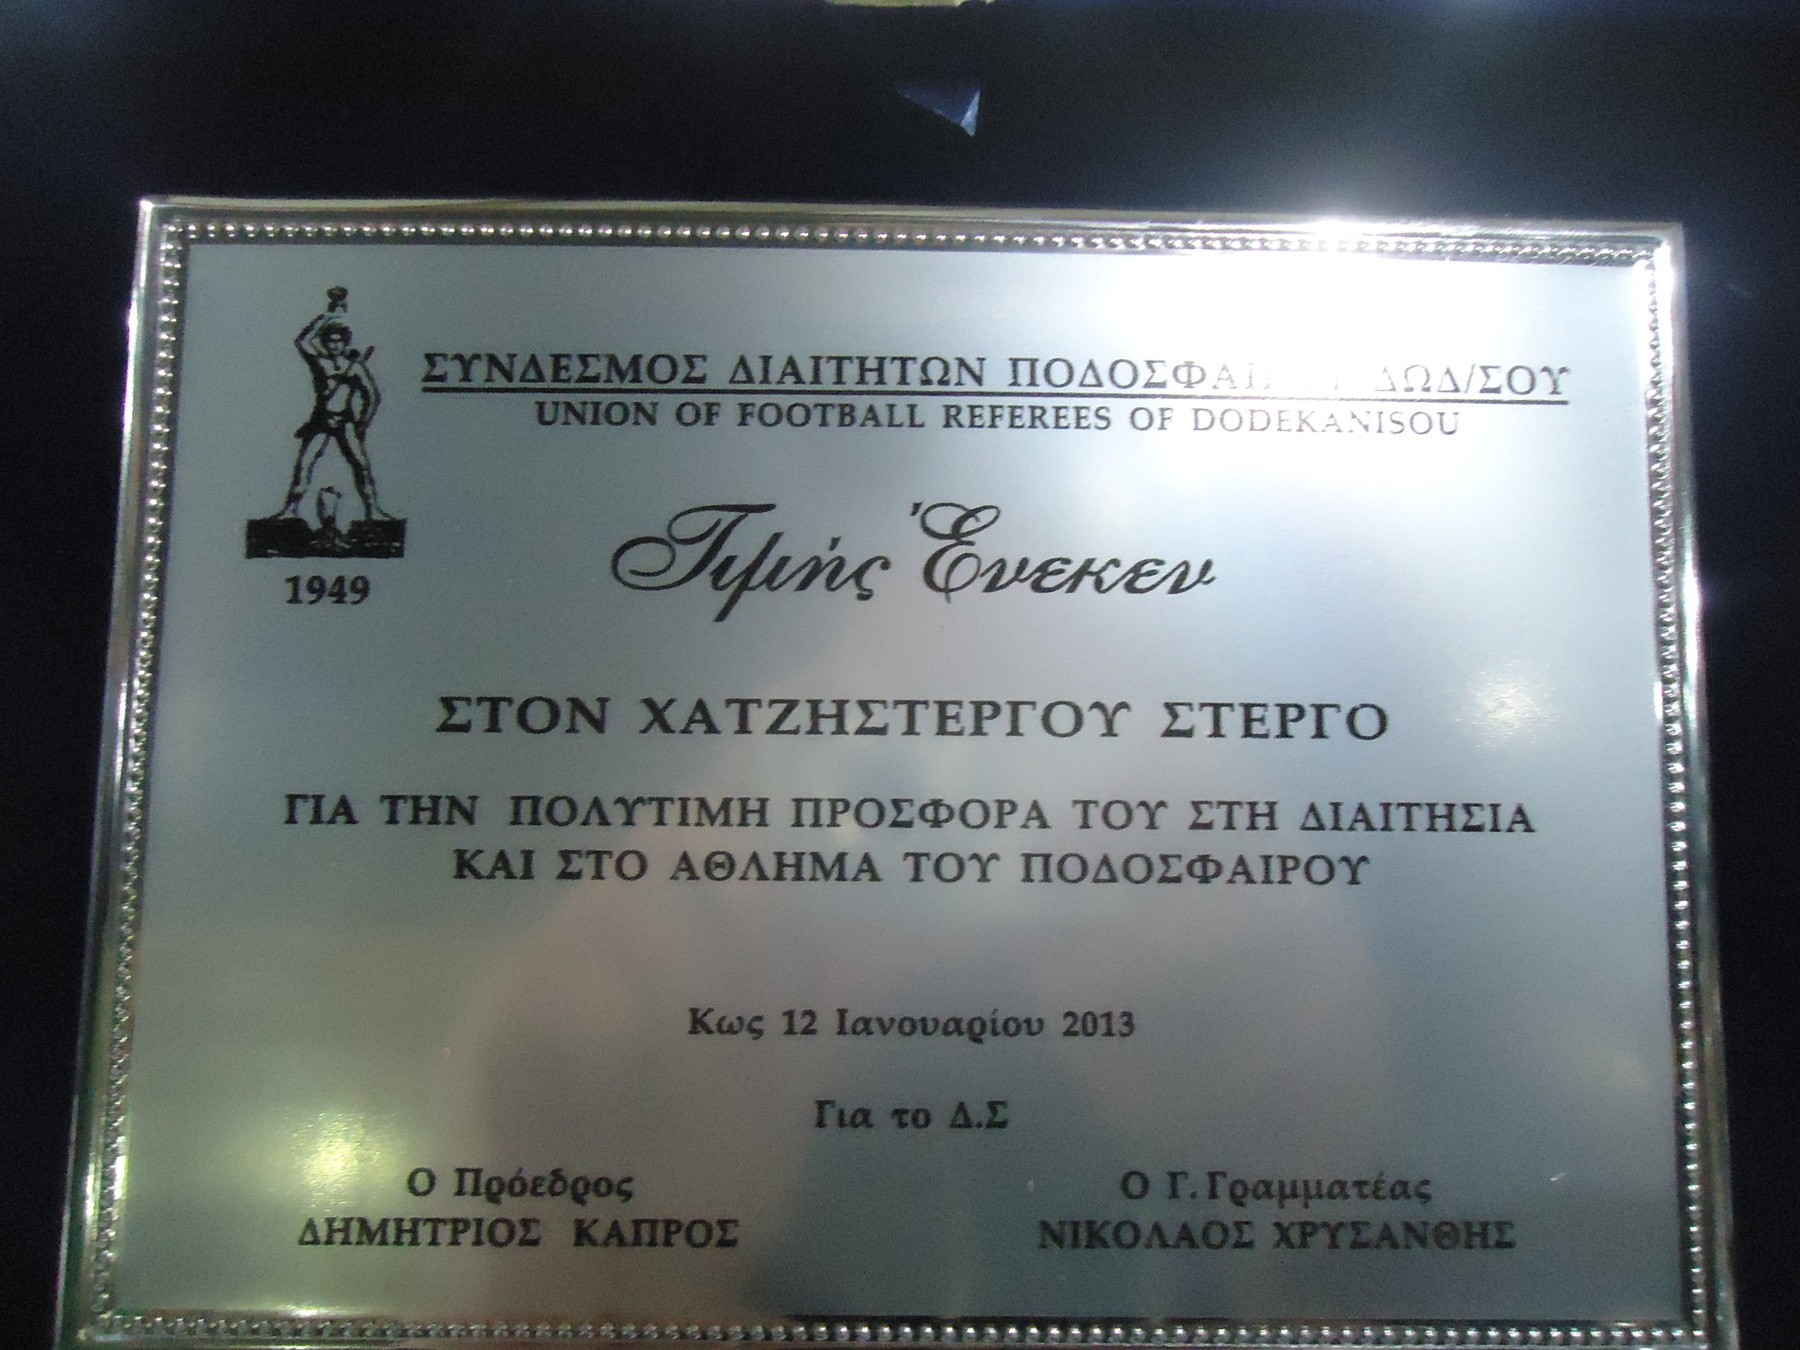 ΣΥΝΔΕΣΜΟΣ ΔΙΑΙΤΗΤΩΝ ΠΟΔΟΣΦΑΙΡΟΥ ΔΩΔ/ΣΟΥ
UNION OF FOOTBALL REFEREES OF DODEKANISOU
Τιμής Ένεκεν
1949
ΣΤΟΝ ΧΑΤΖΗΣΤΕΡΓΟΥ ΣΤΕΡΓΟ
ΓΙΑ ΤΗΝ ΠΟΛΥΤΙΜΗ ΠΡΟΣΦΟΡΑ ΤΟΥ ΣΤΗ ΔΙΑΙΤΗΣΙΑ
ΚΑΙ ΣΤΟ ΑΘΛΗΜΑ ΤΟΥ ΠΟΔΟΣΦΑΙΡΟΥ
Κως 12 Ιανουαρίου 2013
Για το Δ.Σ
Ο Πρόεδρος
ΔΗΜΗΤΡΙΟΣ ΚΑΠΡΟΣ
Ο Γ.Γραμματέας
ΝΙΚΟΛΑΟΣ ΧΡΥΣΑΝΘΗΣ